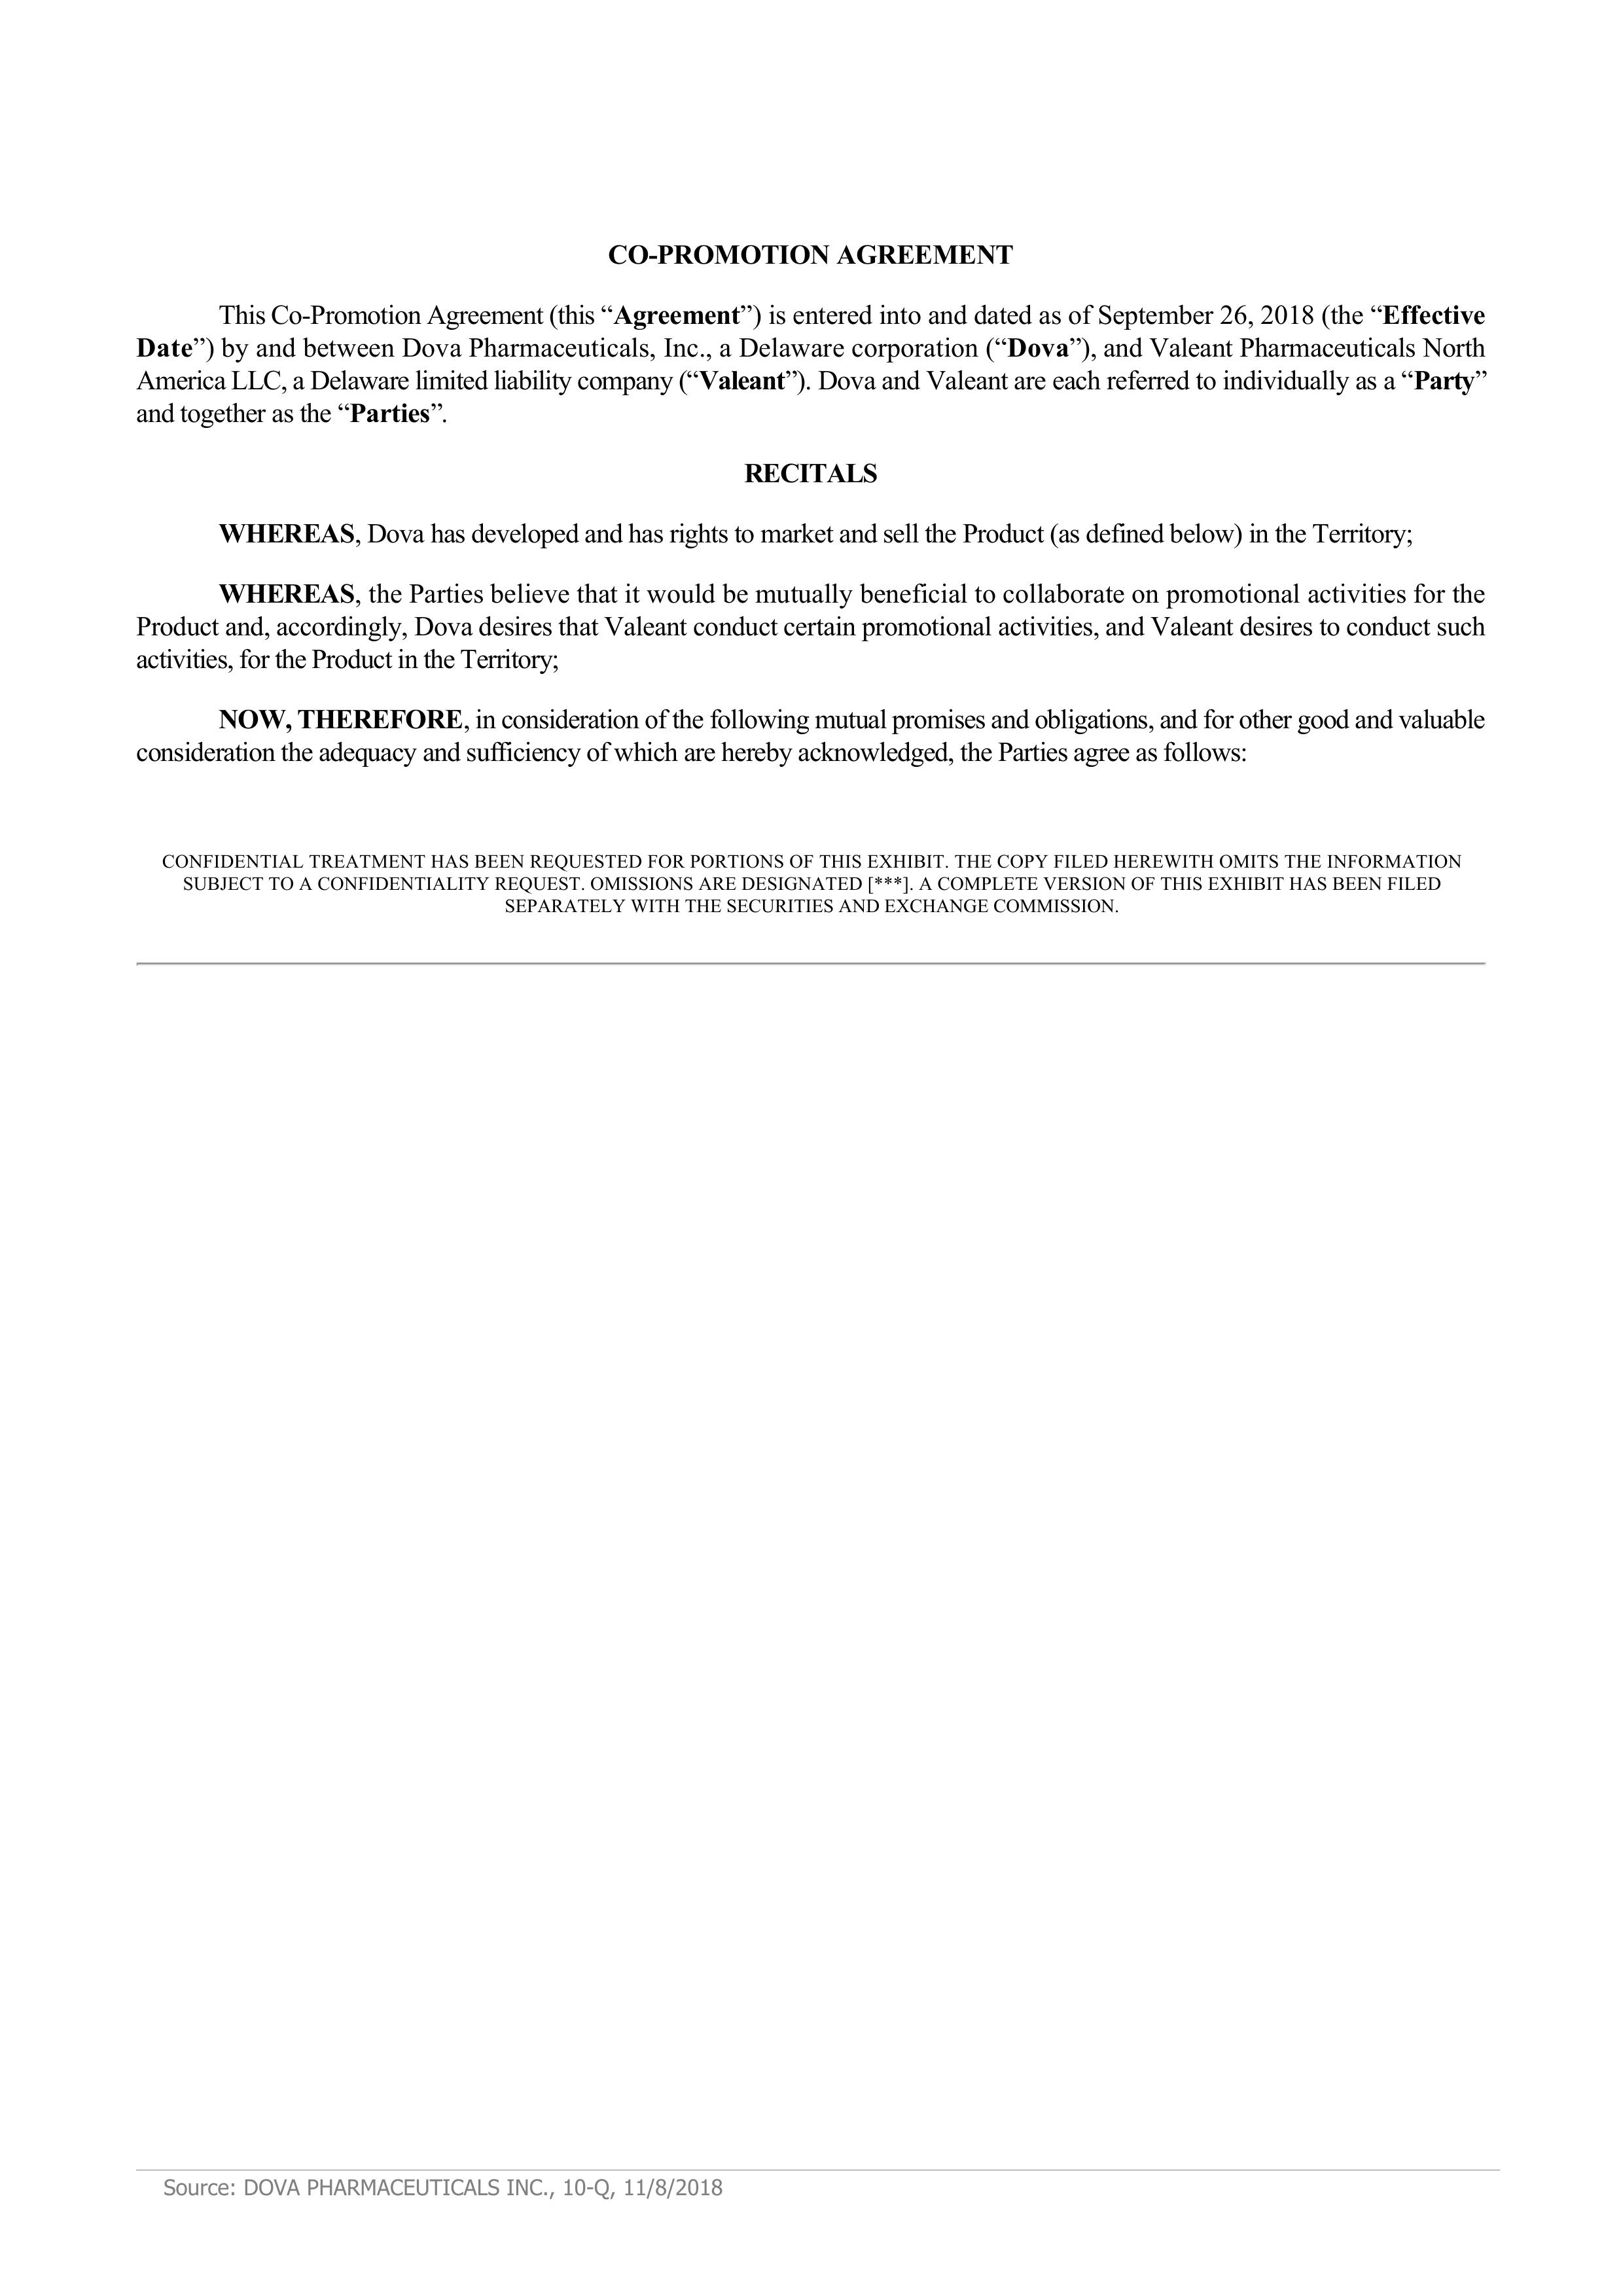 CO-PROMOTION AGREEMENT
This Co-Promotion Agreement (this “Agreement”) is entered into and dated as of September 26, 2018 (the “Effective
Date”) by and between Dova Pharmaceuticals, Inc., a Delaware corporation (“Dova”), and Valeant Pharmaceuticals North
America LLC, a Delaware limited liability company (“Valeant”). Dova and Valeant are each referred to individually as a “Party”
and together as the “Parties”.
RECITALS
WHEREAS, Dova has developed and has rights to market and sell the Product (as defined below) in the Territory;
WHEREAS, the Parties believe that it would be mutually beneficial to collaborate on promotional activities for the
Product and, accordingly, Dova desires that Valeant conduct certain promotional activities, and Valeant desires to conduct such
activities, for the Product in the Territory;
NOW, THEREFORE, in consideration of the following mutual promises and obligations, and for other good and valuable
consideration the adequacy and sufficiency of which are hereby acknowledged, the Parties agree as follows:
CONFIDENTIAL TREATMENT HAS BEEN REQUESTED FOR PORTIONS OF THIS EXHIBIT. THE COPY FILED HEREWITH OMITS THE INFORMATION
SUBJECT TO A CONFIDENTIALITY REQUEST. OMISSIONS ARE DESIGNATED [***]. A COMPLETE VERSION OF THIS EXHIBIT HAS BEEN FILED
SEPARATELY WITH THE SECURITIES AND EXCHANGE COMMISSION.
Source: DOVA PHARMACEUTICALS INC., 10-Q, 11/8/2018